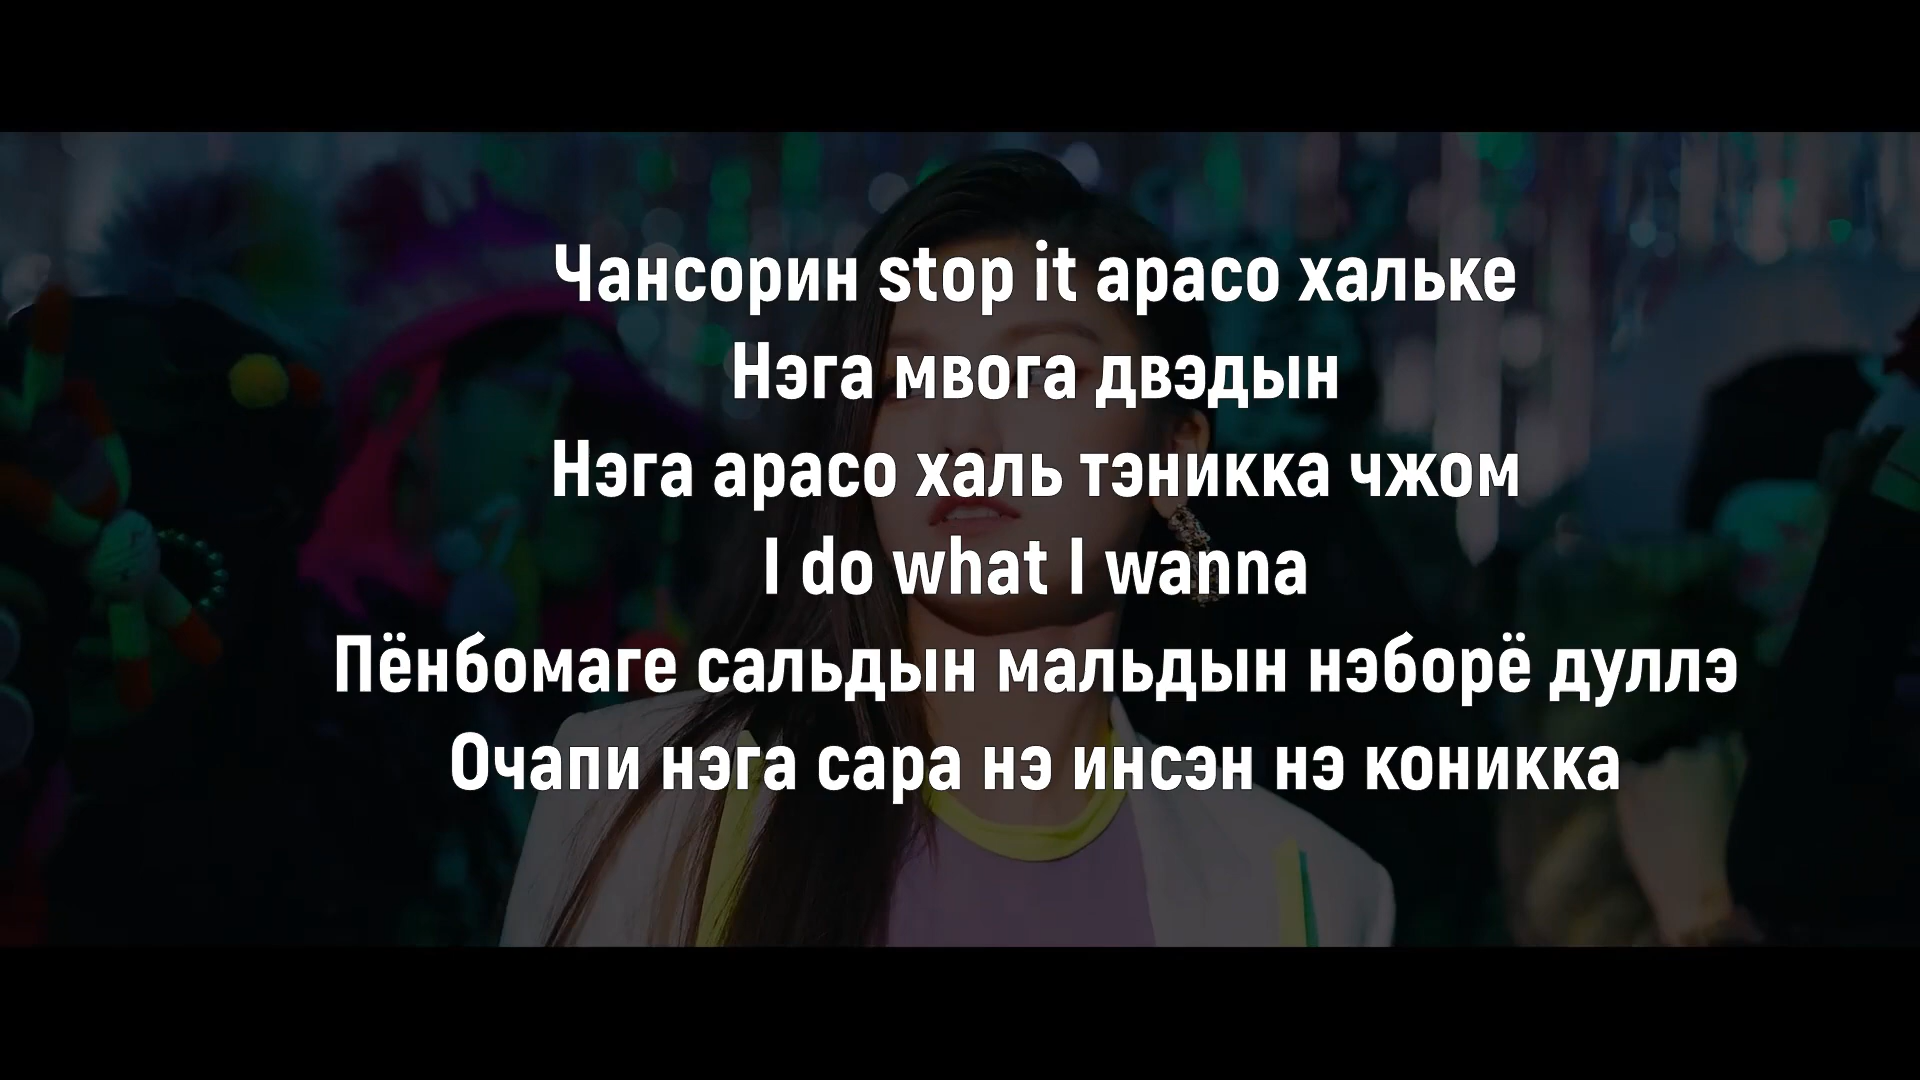 Чансорин stop it арасо хальке
Нэга мвога двэдын
Нэга арасо халь тэникка чжом
I do what I wanna
Пёнбомаге сальдын мальдын нэборё дуллэ
Очапи нэга сара нэ инсэн нэ коникка